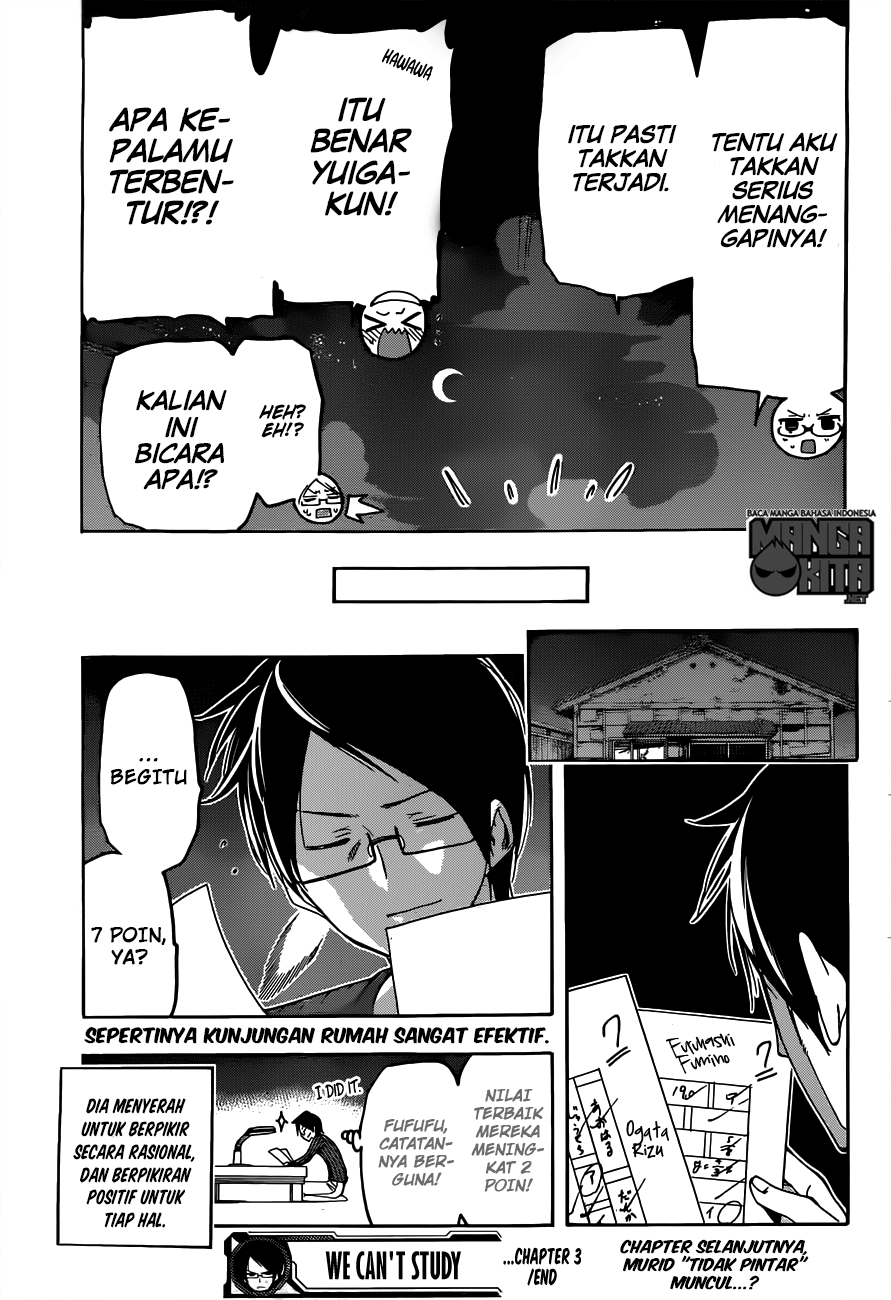 TENTU AKU
TAKKAN
SERIUS
MENANG-
GAPINYA!
ITU PASTI
TAKKAN
TERJADI.
HAWAWA
ITU
BENAR
YUIGA-
KUN!
APA KE-
PALAMU
TERBEN-
TUR!?!
HEH?
EH!?
KALIAN
INI
BICARA
APA!?
BACA MANGA BAHASA INDONESIA
MANGA
KITA
.NET
?
Furuhashi
Fumino
?
Ogata
Rizu
...
BEGITU
7 POIN,
YA?
SEPERTINYA KUNJUNGAN RUMAH SANGAT EFEKTIF.
NILAI
TERBAIK
MEREKA
MENING-
KAT 2
POIN!
FUFUFU,
CATATAN-
NYA BER-
GUNA!
I DID IT.
DIA MENYERAH
UNTUK BERPIKIR
SECARA RASIONAL,
DAN BERPIKIRAN
POSITIF UNTUK
TIAP HAL.
WE CAN'T STUDY
...CHAPTER 3
/END
CHAPTER SELANJUTNYA,
MURID "TIDAK PINTAR"
MUNCUL...?